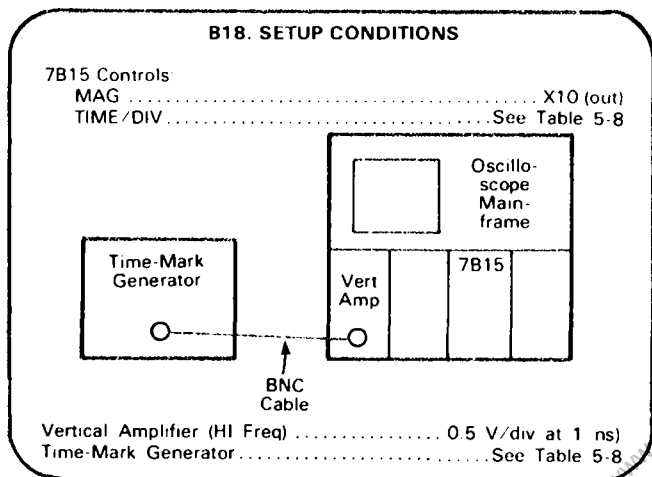 B18. SETUP CONDITIONS
7B15 Controls
MAG ........................................ X10 (out)
TIME/DIV ................................ See Table 5-8
Oscillo-
scope
Main-
frame
Time-Mark
Generator
Vert
Amp
7B15
BNC
Cable
Vertical Amplifier (HI Freq) ................ 0.5 V/div at 1 ns)
Time-Mark Generator ........................ See Table 5-8